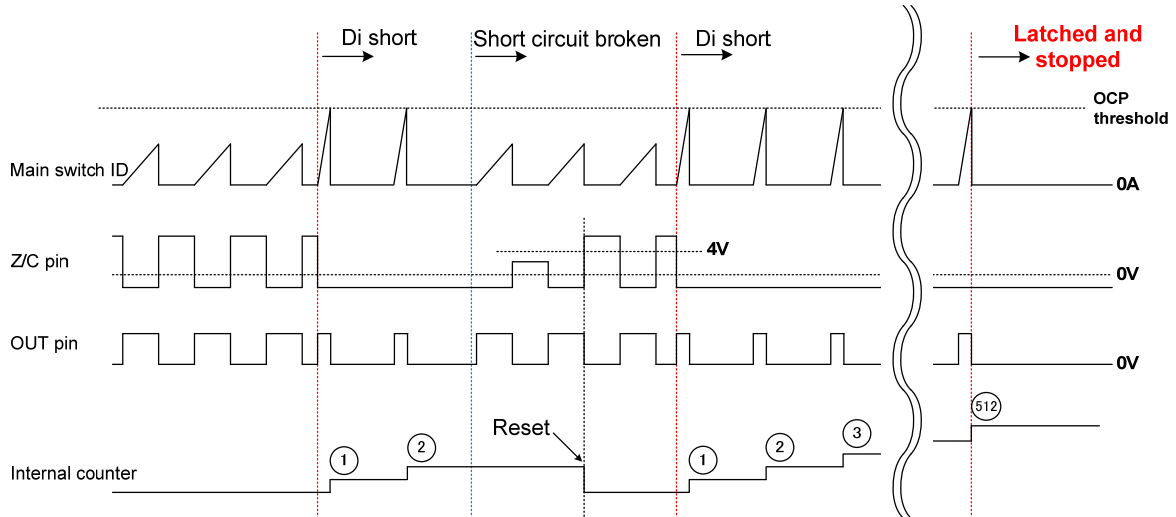 Di short
Short circuit broken
Di short
Latched and
stopped
OCP
threshold
Main switch ID
0A
4V
Z/C pin
0V
OUT pin
0V
Reset
1
2
1
2
3
512
Internal counter